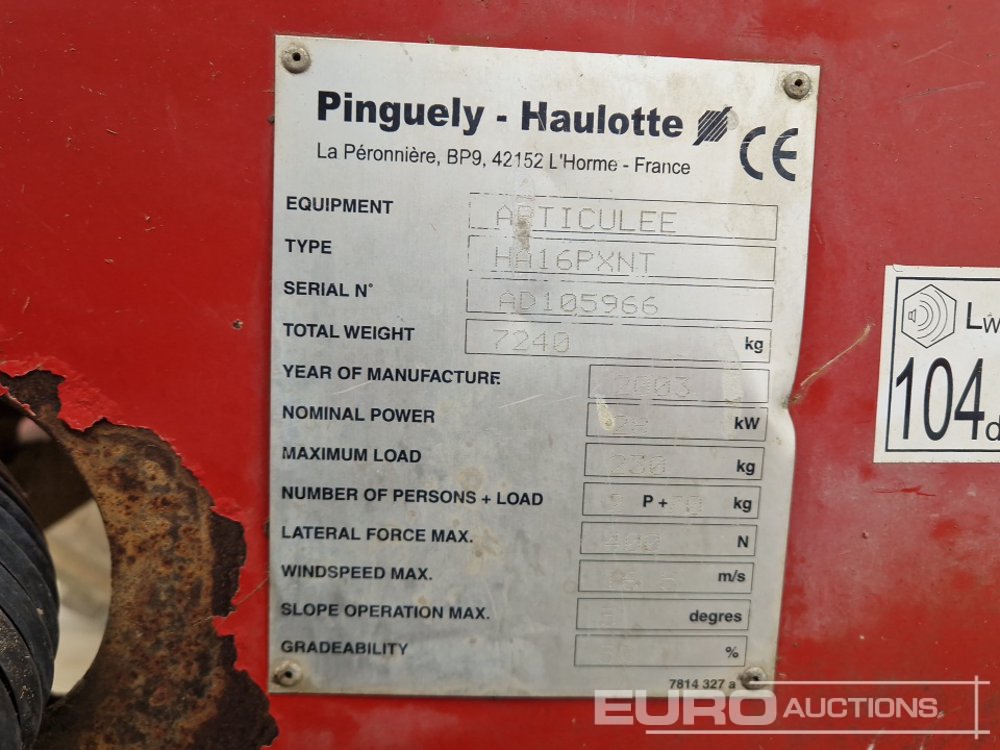 Pinguely - Haulotte
CE
La Péronnière, BP9, 42152 L'Horme - France
EQUIPMENT ARTICULEE
TYPE HA16PXNT
SERIAL N° AD105966
TOTAL WEIGHT 7240 kg
YEAR OF MANUFACTURE 2003
NOMINAL POWER kW
MAXIMUM LOAD 230 kg
NUMBER OF PERSONS + LOAD P + kg
LATERAL FORCE MAX. 400 N
WINDSPEED MAX. m/s
SLOPE OPERATION MAX. 5 degres
GRADEABILITY %
7814 327 a
LW
104 d
EURO AUCTIONS